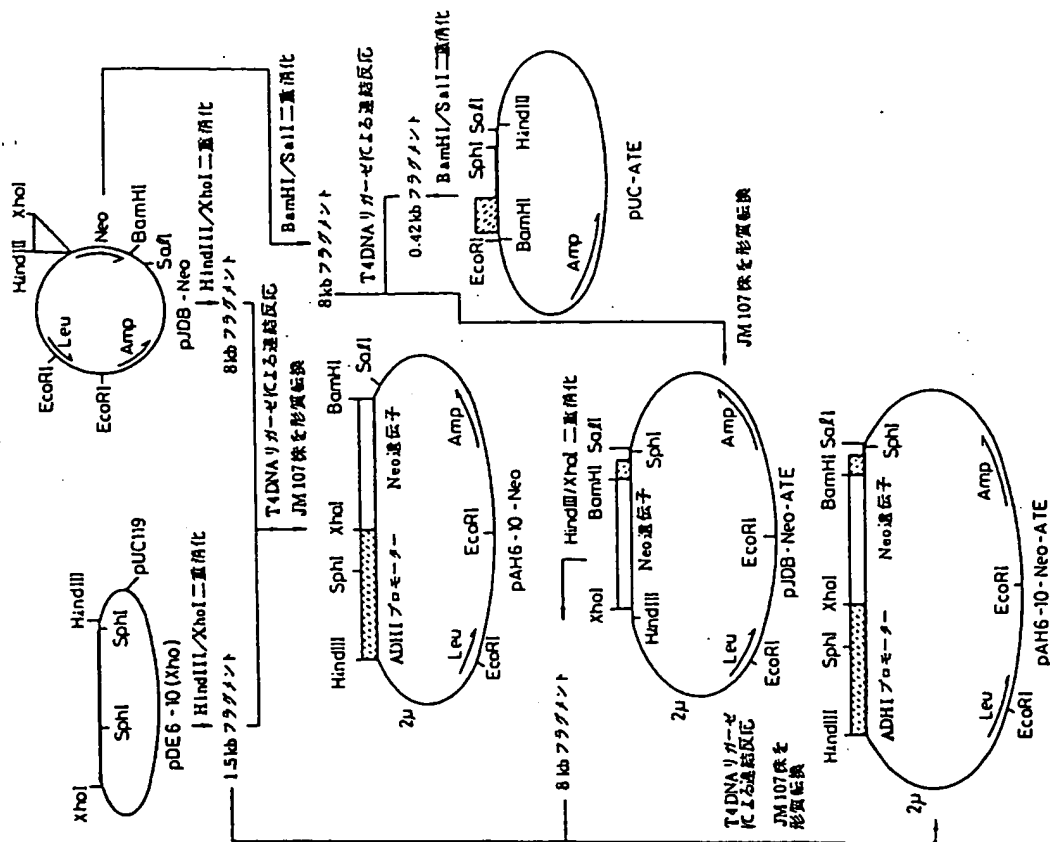 XhoI
HindIII
SphI
SphI
pUC119
pDE6-10(Xho)
HindIII/XhoI二重消化
1.5kbフラグメント
HindIII
XhoI
Neo
BamHI
SalI
EcoRI
Leu
EcoRI
Amp
pJDB-Neo
HindIII/XhoI二重消化
8kbフラグメント
BamHI/SalI二重消化
T4DNAリガーゼによる連結反応
JM107株を形質転換
8kbフラグメント
T4DNAリガーゼによる連結反応
0.42kbフラグメント
BamHI/SalI二重消化
EcoRI
SphI
SalI
BamHI
HindIII
Amp
pUC-ATE
HindIII
SphI
XhoI
BamHI
SalI
ADHIプロモーター
Neo遺伝子
2μ
Leu
Amp
EcoRI
EcoRI
pAH6-10-Neo
JM107株を形質転換
HindIII/XhoI二重消化
8kbフラグメント
XhoI
BamHI
SalI
HindIII
Neo遺伝子
SphI
2μ
Leu
Amp
EcoRI
EcoRI
pJDB-Neo-ATE
T4DNAリガーゼ
による連結反応
JM107株を
形質転換
HindIII
SphI
XhoI
BamHI
SalI
ADHIプロモーター
Neo遺伝子
SphI
2μ
Leu
Amp
EcoRI
EcoRI
pAH6-10-Neo-ATE